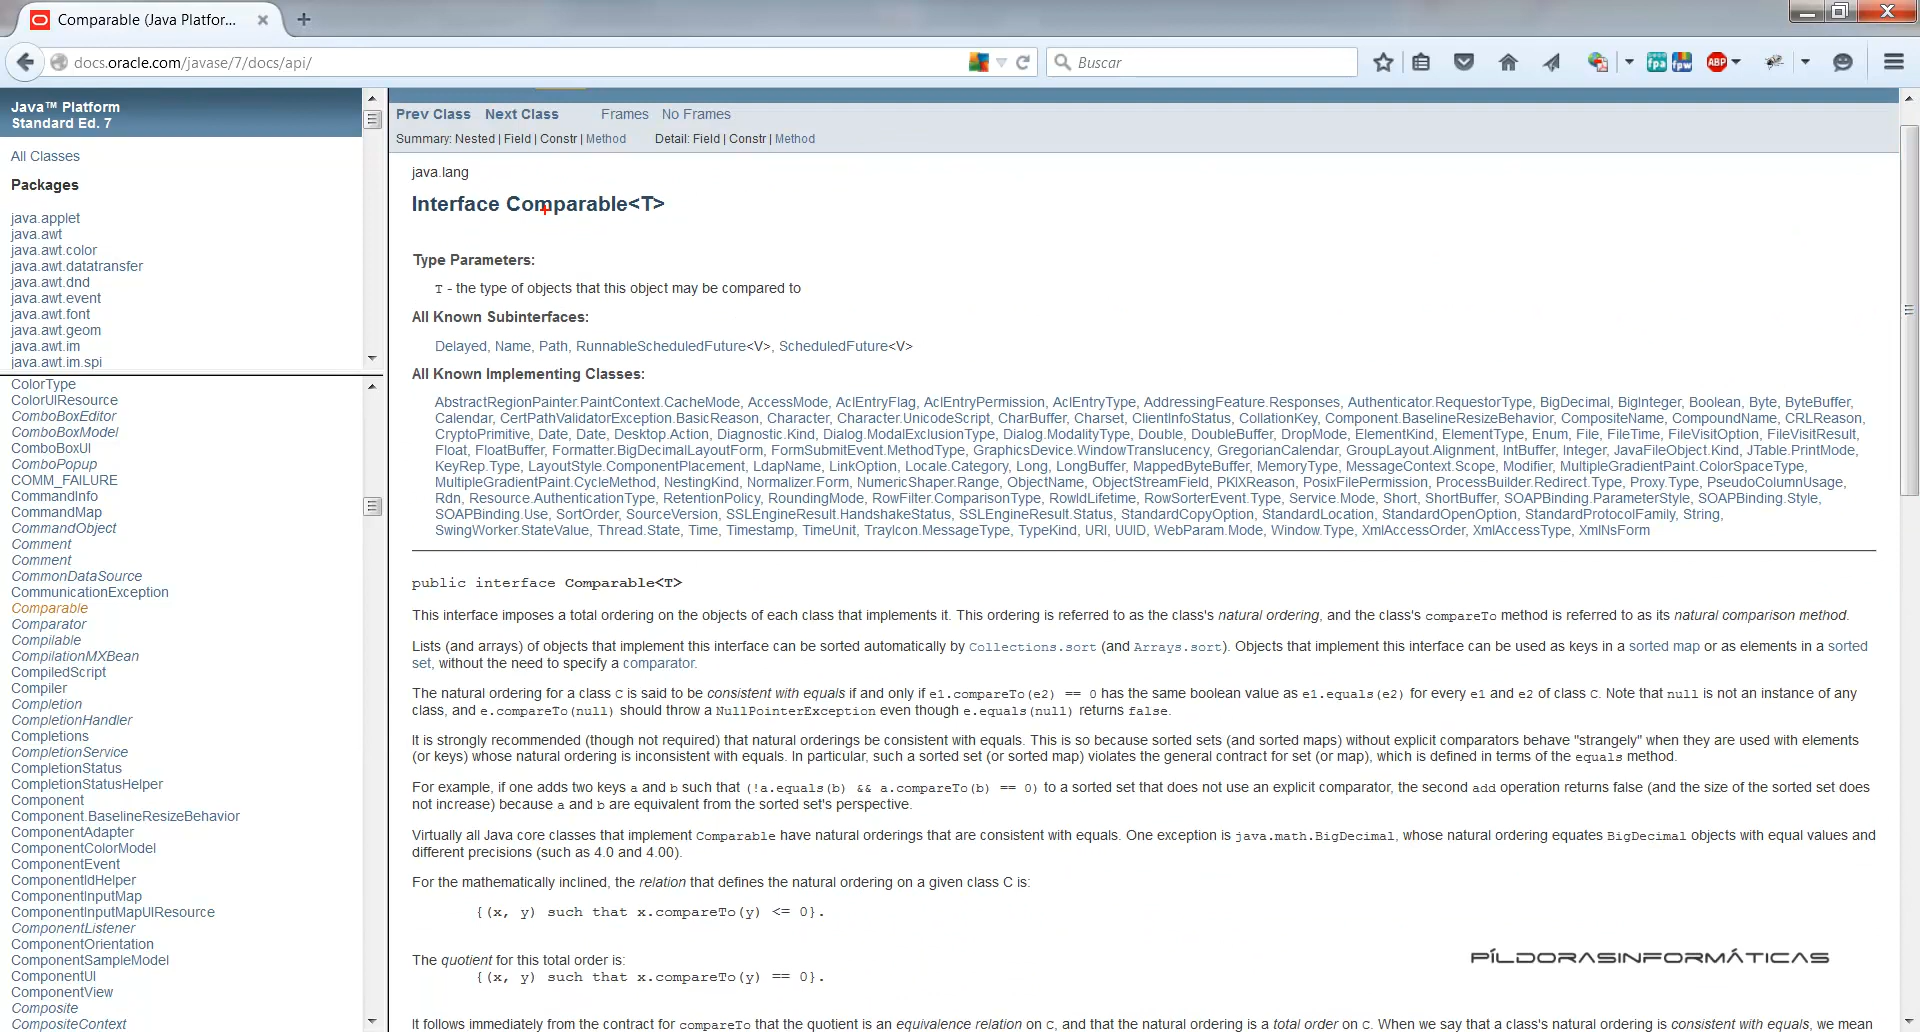 Comparable (Java Platfor...
docs.oracle.com/javase/7/docs/api/
Buscar
Java™ Platform
Standard Ed. 7
All Classes
Packages
java.applet
java.awt
java.awt.color
java.awt.datatransfer
java.awt.dnd
java.awt.event
java.awt.font
java.awt.geom
java.awt.im
java.awt.im.spi
ColorType
ColorUIResource
ComboBoxEditor
ComboBoxModel
ComboBoxUI
ComboPopup
COMM_FAILURE
CommandInfo
CommandMap
CommandObject
Comment
Comment
CommonDataSource
CommunicationException
Comparable
Comparator
Compilable
CompilationMXBean
CompiledScript
Compiler
Completion
CompletionHandler
Completions
CompletionService
CompletionStatus
CompletionStatusHelper
Component
Component.BaselineResizeBehavior
ComponentAdapter
ComponentColorModel
ComponentEvent
ComponentIdHelper
ComponentInputMap
ComponentInputMapUIResource
ComponentListener
ComponentOrientation
ComponentSampleModel
ComponentUI
ComponentView
Composite
CompositeContext
Prev Class Next Class Frames No Frames
Summary: Nested | Field | Constr | Method Detail: Field | Constr | Method
java.lang
Interface Comparable<T>
Type Parameters:
T - the type of objects that this object may be compared to
All Known Subinterfaces:
Delayed, Name, Path, RunnableScheduledFuture<V>, ScheduledFuture<V>
All Known Implementing Classes:
AbstractRegionPainter.PaintContext.CacheMode, AccessMode, AclEntryFlag, AclEntryPermission, AclEntryType, AddressingFeature.Responses, Authenticator.RequestorType, BigDecimal, BigInteger, Boolean, Byte, ByteBuffer,
Calendar, CertPathValidatorException.BasicReason, Character, Character.UnicodeScript, CharBuffer, Charset, ClientInfoStatus, CollationKey, Component.BaselineResizeBehavior, CompositeName, CompoundName, CRLReason,
CryptoPrimitive, Date, Date, Desktop.Action, Diagnostic.Kind, Dialog.ModalExclusionType, Dialog.ModalityType, Double, DoubleBuffer, DropMode, ElementKind, ElementType, Enum, File, FileTime, FileVisitOption, FileVisitResult,
Float, FloatBuffer, Formatter.BigDecimalLayoutForm, FormSubmitEvent.MethodType, GraphicsDevice.WindowTranslucency, GregorianCalendar, GroupLayout.Alignment, IntBuffer, Integer, JavaFileObject.Kind, JTable.PrintMode,
KeyRep.Type, LayoutStyle.ComponentPlacement, LdapName, LinkOption, Locale.Category, Long, LongBuffer, MappedByteBuffer, MemoryType, MessageContext.Scope, Modifier, MultipleGradientPaint.ColorSpaceType,
MultipleGradientPaint.CycleMethod, NestingKind, Normalizer.Form, NumericShaper.Range, ObjectName, ObjectStreamField, PKIXReason, PosixFilePermission, ProcessBuilder.Redirect.Type, Proxy.Type, PseudoColumnUsage,
Rdn, Resource.AuthenticationType, RetentionPolicy, RoundingMode, RowFilter.ComparisonType, RowIdLifetime, RowSorterEvent.Type, Service.Mode, Short, ShortBuffer, SOAPBinding.ParameterStyle, SOAPBinding.Style,
SOAPBinding.Use, SortOrder, SourceVersion, SSLEngineResult.HandshakeStatus, SSLEngineResult.Status, StandardCopyOption, StandardLocation, StandardOpenOption, StandardProtocolFamily, String,
SwingWorker.StateValue, Thread.State, Time, Timestamp, TimeUnit, TrayIcon.MessageType, TypeKind, URI, UUID, WebParam.Mode, Window.Type, XmlAccessOrder, XmlAccessType, XmlNsForm
public interface Comparable<T>
This interface imposes a total ordering on the objects of each class that implements it. This ordering is referred to as the class's natural ordering, and the class's compareTo method is referred to as its natural comparison method.
Lists (and arrays) of objects that implement this interface can be sorted automatically by Collections.sort (and Arrays.sort). Objects that implement this interface can be used as keys in a sorted map or as elements in a sorted
set, without the need to specify a comparator.
The natural ordering for a class C is said to be consistent with equals if and only if e1.compareTo(e2) == 0 has the same boolean value as e1.equals(e2) for every e1 and e2 of class C. Note that null is not an instance of any
class, and e.compareTo(null) should throw a NullPointerException even though e.equals(null) returns false.
It is strongly recommended (though not required) that natural orderings be consistent with equals. This is so because sorted sets (and sorted maps) without explicit comparators behave "strangely" when they are used with elements
(or keys) whose natural ordering is inconsistent with equals. In particular, such a sorted set (or sorted map) violates the general contract for set (or map), which is defined in terms of the equals method.
For example, if one adds two keys a and b such that (!a.equals(b) && a.compareTo(b) == 0) to a sorted set that does not use an explicit comparator, the second add operation returns false (and the size of the sorted set does
not increase) because a and b are equivalent from the sorted set's perspective.
Virtually all Java core classes that implement Comparable have natural orderings that are consistent with equals. One exception is java.math.BigDecimal, whose natural ordering equates BigDecimal objects with equal values and
different precisions (such as 4.0 and 4.00).
For the mathematically inclined, the relation that defines the natural ordering on a given class C is:
{(x, y) such that x.compareTo(y) <= 0}.
The quotient for this total order is:
{(x, y) such that x.compareTo(y) == 0}.
It follows immediately from the contract for compareTo that the quotient is an equivalence relation on C, and that the natural ordering is a total order on C. When we say that a class's natural ordering is consistent with equals, we mean
PÍLDORASINFORMÁTICAS
fpa
fpw
ABP